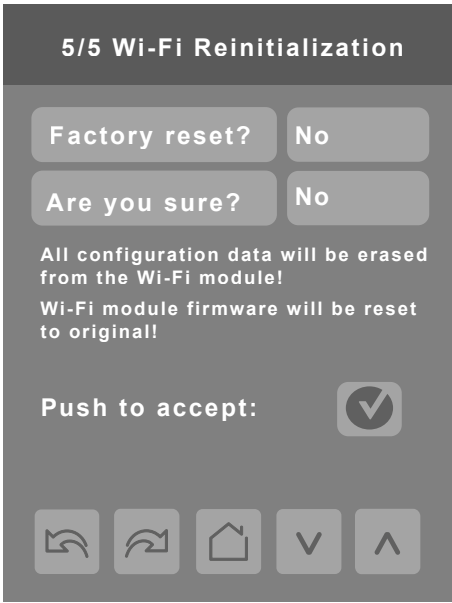 5/5 Wi-Fi Reinitialization
Factory reset? No
Are you sure? No
All configuration data will be erased
from the Wi-Fi module!
Wi-Fi module firmware will be reset
to original!
Push to accept: